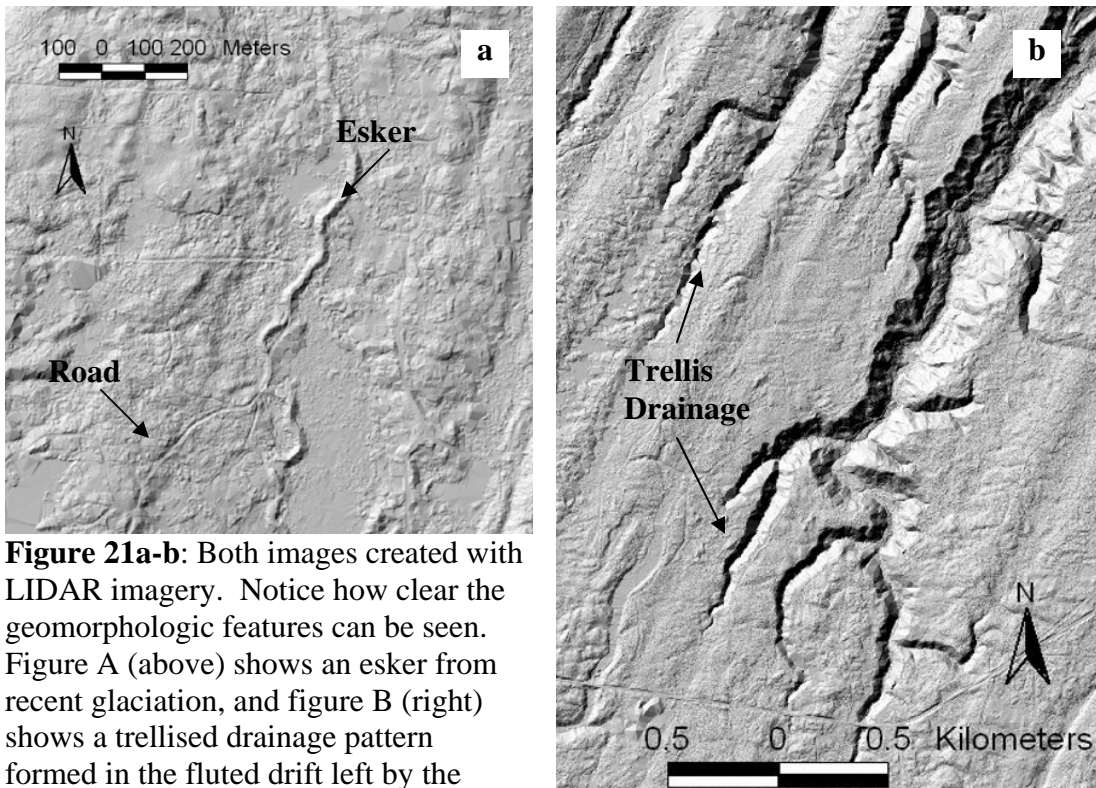 100 0 100 200 Meters
a
N
Esker
Road
b
Trellis
Drainage
N
0.5 0 0.5 Kilometers
Figure 21a-b: Both images created with
LIDAR imagery. Notice how clear the
geomorphologic features can be seen.
Figure A (above) shows an esker from
recent glaciation, and figure B (right)
shows a trellised drainage pattern
formed in the fluted drift left by the